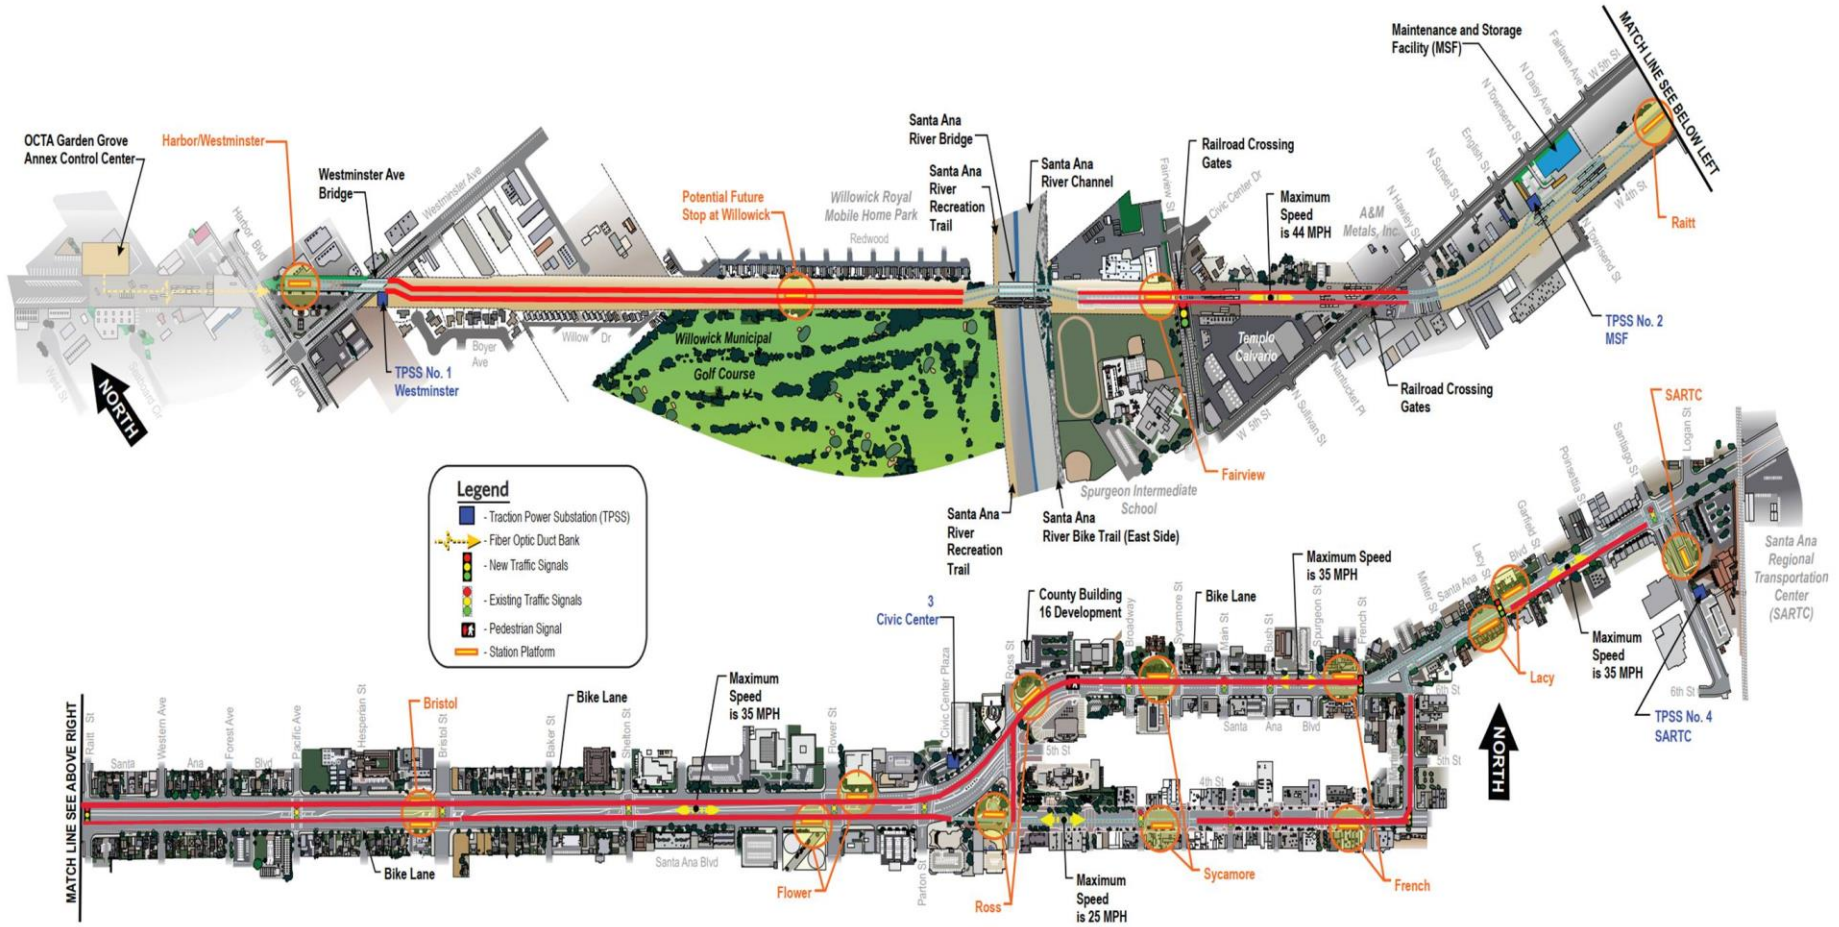 OCTA Garden Grove
Annex Control Center
Harbor/Westminster
Westminster Ave
Bridge
Westminster Ave
Harbor Blvd
Blvd
West St
Seaboard Cir
NORTH
TPSS No. 1
Westminster
Boyer
Ave
Willow Dr
Potential Future
Stop at Willowick
Willowick Royal
Mobile Home Park
Redwood
Willowick Municipal
Golf Course
Santa Ana
River Bridge
Santa Ana
River
Recreation
Trail
Santa Ana
River Channel
Fairview St
Railroad Crossing
Gates
Civic Center Dr
Maximum
Speed
is 44 MPH
A&M
Metals, Inc.
N Hawley St
N Sunset St
English St
N Townsend St
N Daisy Ave
Fairlawn Ave
W 5th St
Maintenance and Storage
Facility (MSF)
MATCH LINE SEE BELOW LEFT
Raitt
W 4th St
N Townsend St
TPSS No. 2
MSF
Templo
Calvario
Railroad Crossing
Gates
Nantucket Pl
N Sullivan St
W 5th St
Fairview
Spurgeon Intermediate
School
Santa Ana
River
Recreation
Trail
Santa Ana
River Bike Trail (East Side)
Legend
- Traction Power Substation (TPSS)
- Fiber Optic Duct Bank
- New Traffic Signals
- Existing Traffic Signals
- Pedestrian Signal
- Station Platform
SARTC
Logan St
Santiago St
Poinsettia St
Garfield St
Lacy St
Blvd
Santa Ana
Minter St
Santa Ana
Regional
Transportation
Center
(SARTC)
Maximum
Speed
is 35 MPH
Lacy
6th St
TPSS No. 4
SARTC
NORTH
MATCH LINE SEE ABOVE RIGHT
Raitt St
Santa
Western Ave
Ana
Forest Ave
Blvd
Pacific Ave
Hesperian St
Bristol
Bristol St
Bike Lane
Baker St
Shelton St
Maximum
Speed
is 35 MPH
Flower St
3
Civic Center
Civic Center Plaza
Ross St
County Building
16 Development
Broadway
Sycamore St
Bike Lane
Main St
Bush St
Spurgeon St
French St
Maximum Speed
is 35 MPH
Santa Ana Blvd
6th St
5th St
5th St
4th St
Bike Lane
Santa Ana Blvd
Flower
Parton St
Ross
Maximum
Speed
is 25 MPH
Sycamore
French